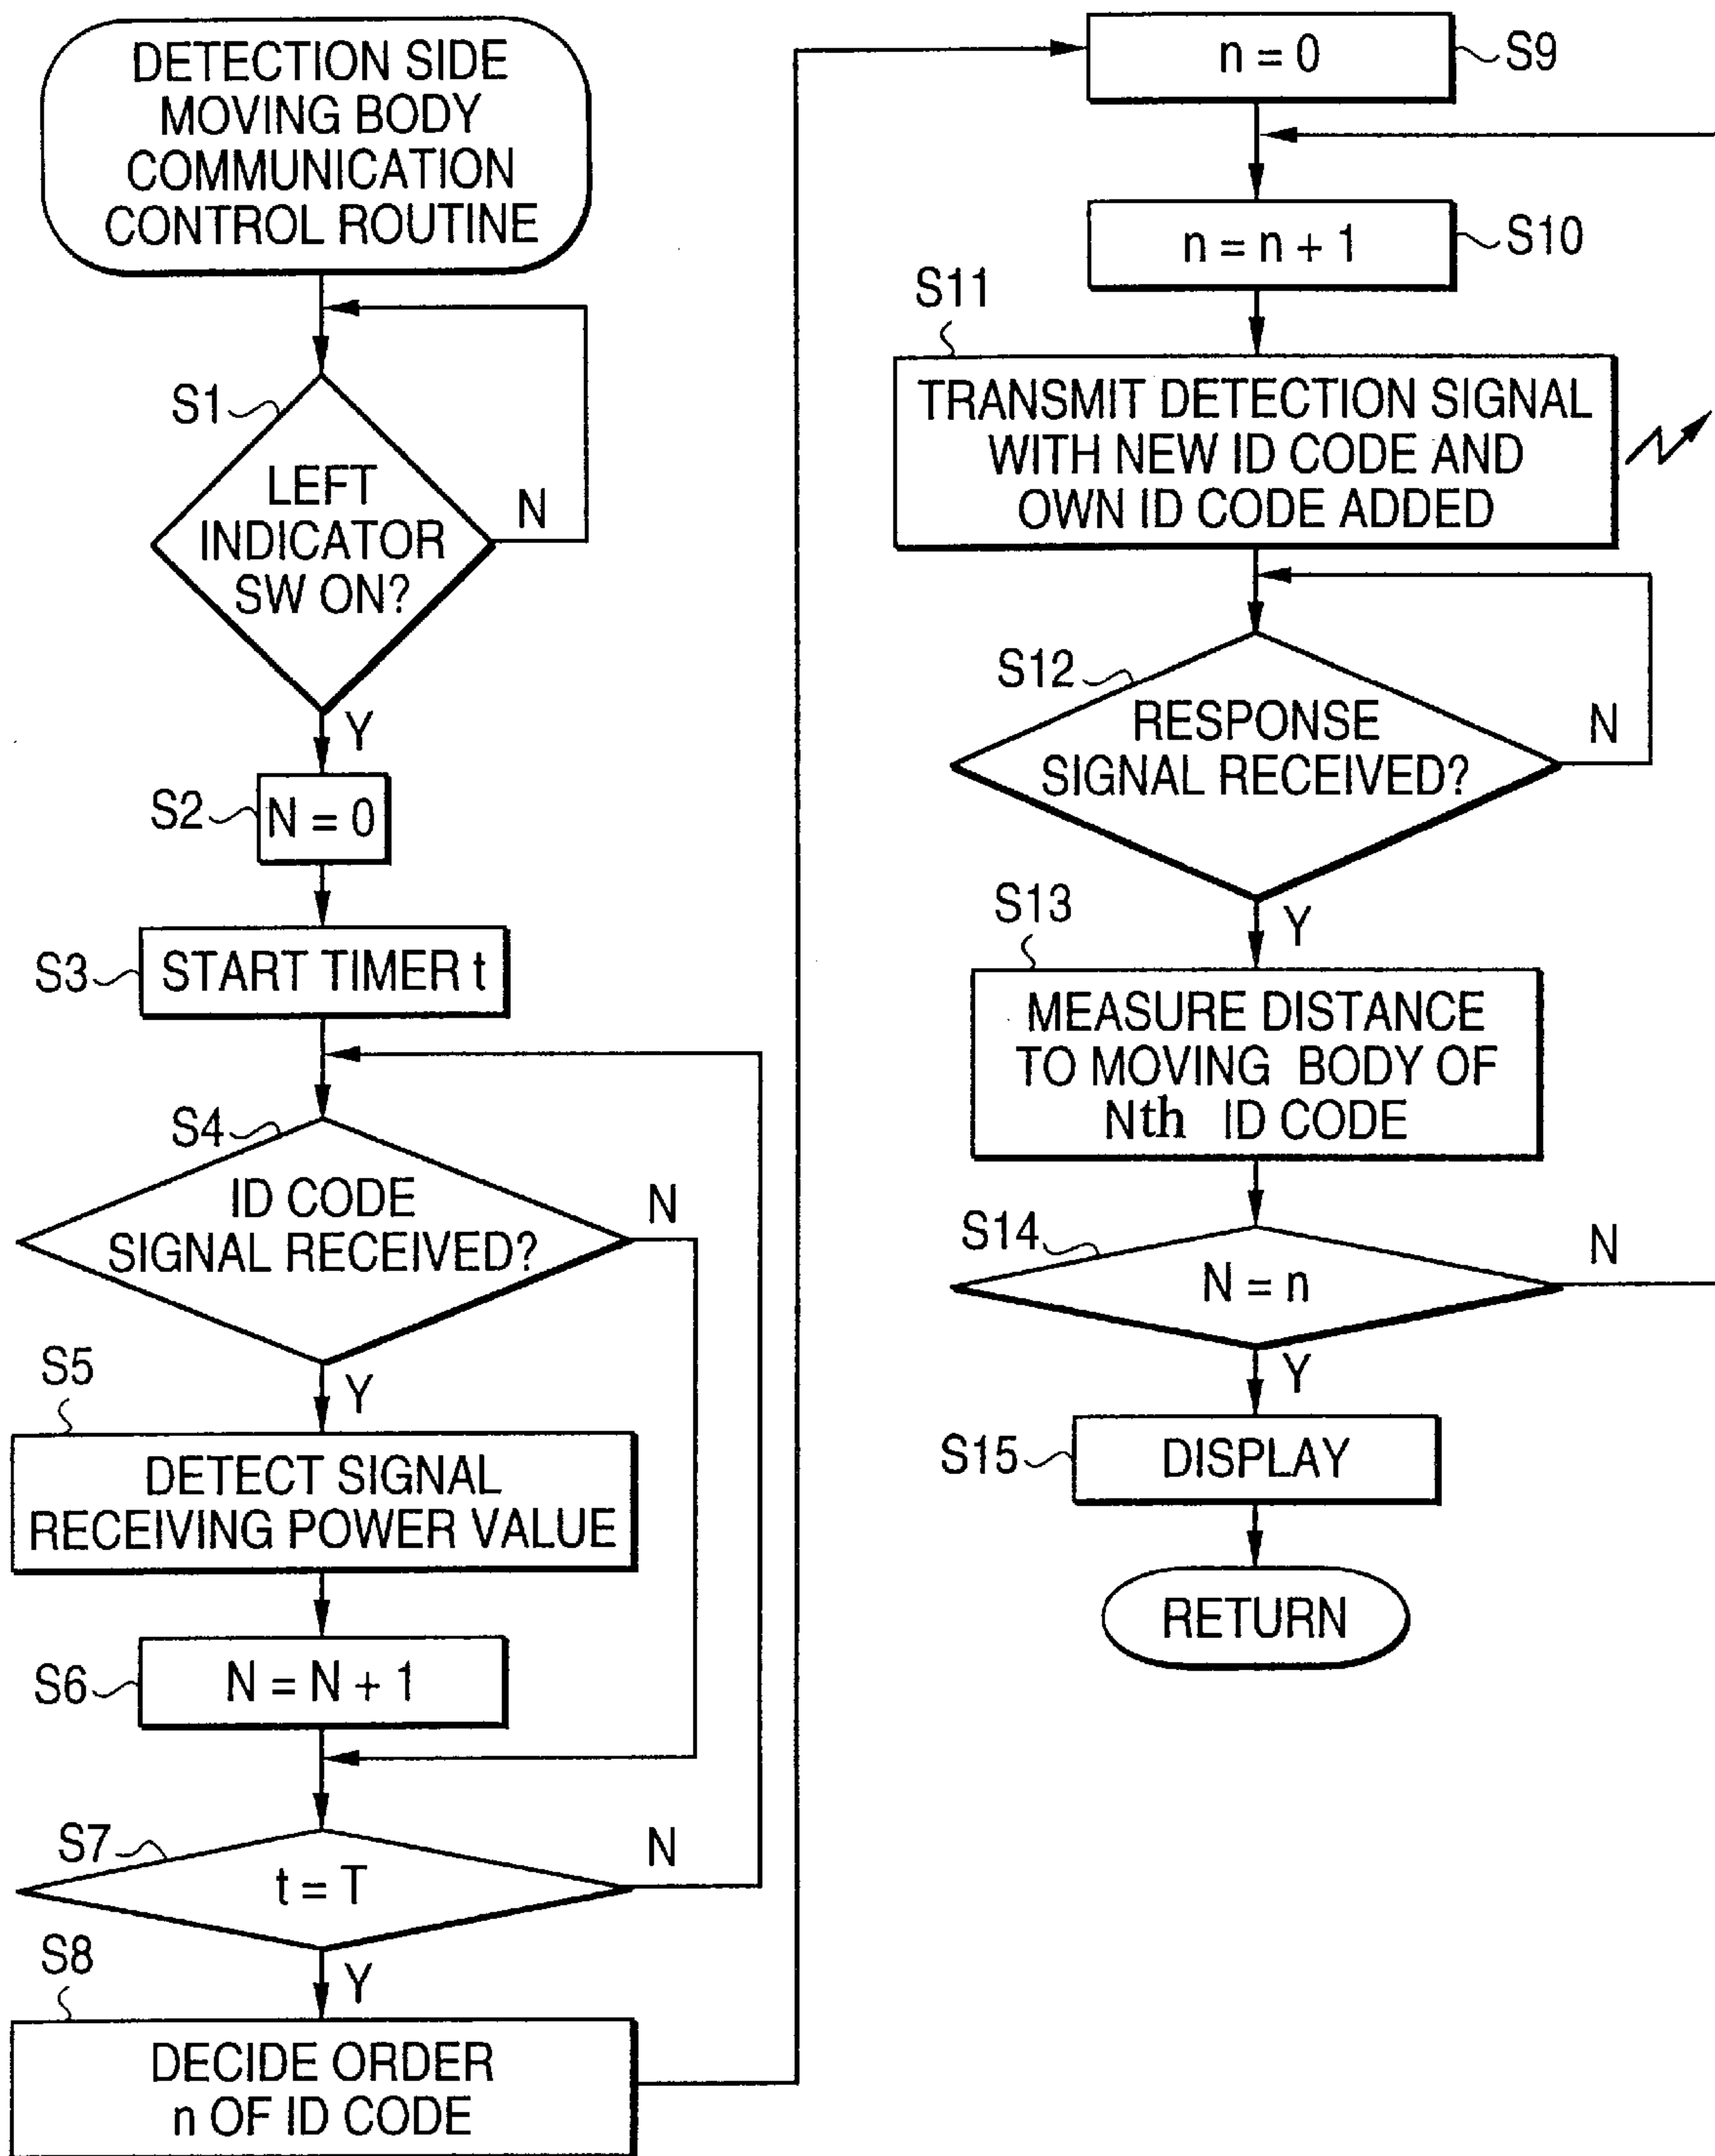 DETECTION SIDE
MOVING BODY
COMMUNICATION
CONTROL ROUTINE
S1
LEFT
INDICATOR
SW ON?
N
Y
S2
N = 0
S3
START TIMER t
S4
ID CODE
SIGNAL RECEIVED?
N
Y
S5
DETECT SIGNAL
RECEIVING POWER VALUE
S6
N = N + 1
S7
t = T
N
Y
S8
DECIDE ORDER
n OF ID CODE
n = 0
S9
n = n + 1
S10
S11
TRANSMIT DETECTION SIGNAL
WITH NEW ID CODE AND
OWN ID CODE ADDED
S12
RESPONSE
SIGNAL RECEIVED?
N
Y
S13
MEASURE DISTANCE
TO MOVING BODY OF
Nth ID CODE
S14
N = n
N
Y
S15
DISPLAY
RETURN